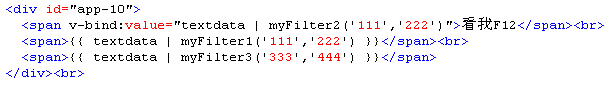 <div id="app-10">
<span v-bind:value="textdata | myFilter2('111','222')">看我F12</span><br>
<span>{{ textdata | myFilter1('111','222') }}</span><br>
<span>{{ textdata | myFilter3('333','444') }}</span>
</div><br>